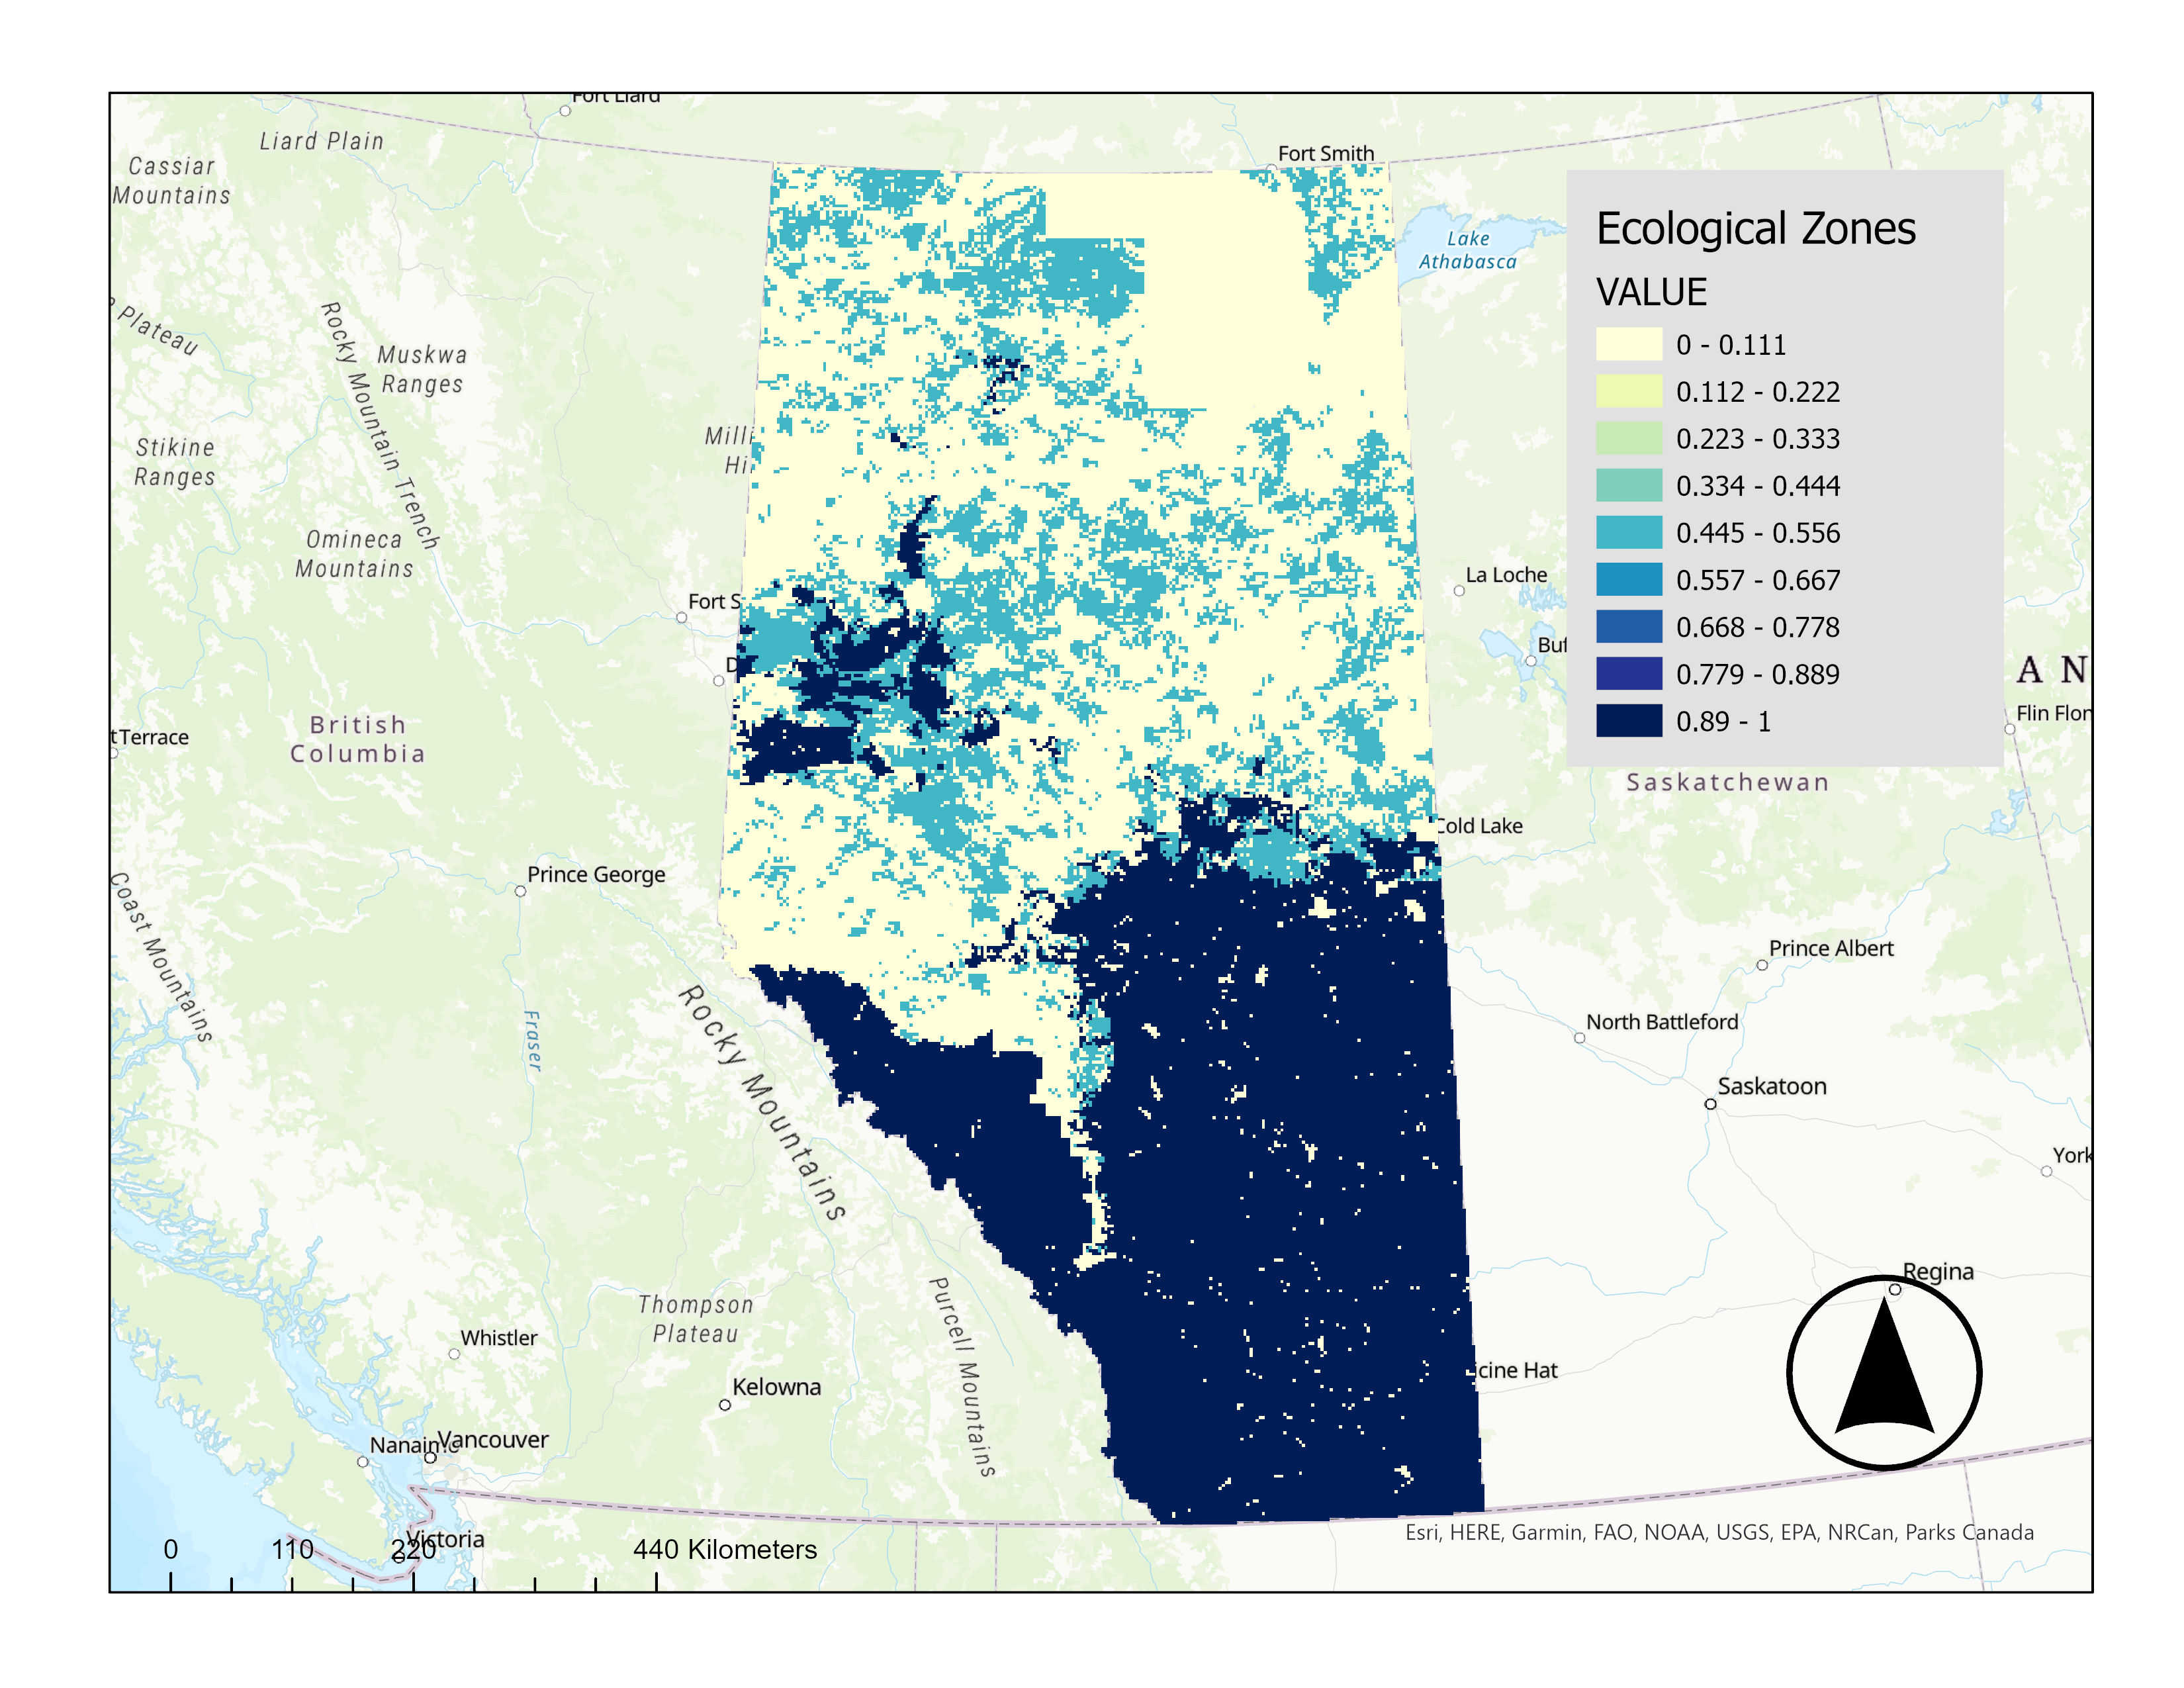 Fort Liard
Liard Plain
Cassiar
Mountains
Fort Smith
Lake
Athabasca
Ecological Zones
VALUE
0 - 0.111
0.112 - 0.222
0.223 - 0.333
0.334 - 0.444
0.445 - 0.556
0.557 - 0.667
0.668 - 0.778
0.779 - 0.889
0.89 - 1
Plateau
Rocky Mountain Trench
Muskwa
Ranges
Stikine
Ranges
Milli
Hi
Omineca
Mountains
La Loche
Fort S
Buf
D
A N
Flin Flon
British
Columbia
t Terrace
Saskatchewan
Cold Lake
Prince George
Coast Mountains
Prince Albert
Rocky Mountains
Fraser
North Battleford
Saskatoon
York
Regina
Thompson
Plateau
Purcell Mountains
Whistler
icine Hat
Kelowna
Vancouver
Nanaimo
Victoria
Esri, HERE, Garmin, FAO, NOAA, USGS, EPA, NRCan, Parks Canada
0 110 220 440 Kilometers